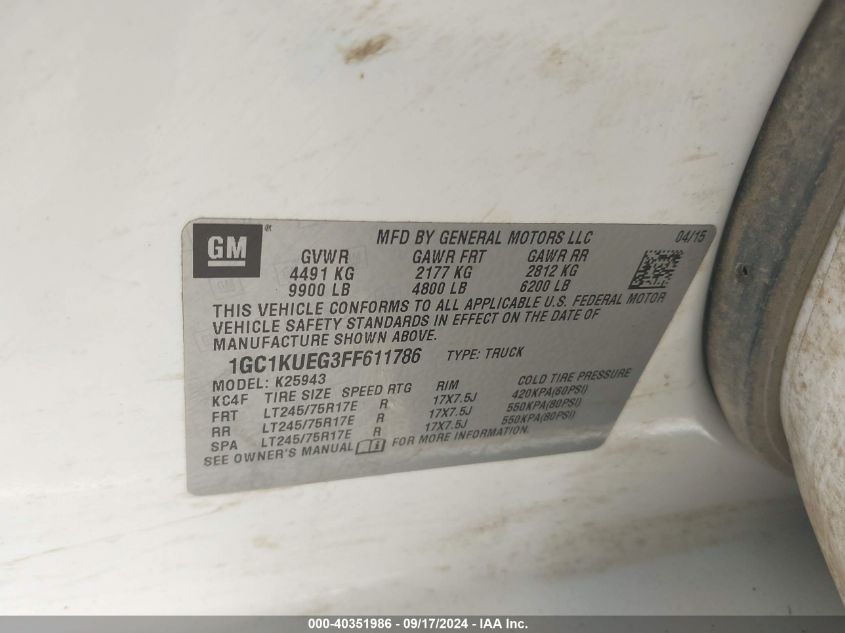 GM®
MFD BY GENERAL MOTORS LLC 04/15
GVWR GAWR FRT GAWR RR
4491 KG 2177 KG 2812 KG
9900 LB 4800 LB 6200 LB
THIS VEHICLE CONFORMS TO ALL APPLICABLE U.S. FEDERAL MOTOR
VEHICLE SAFETY STANDARDS IN EFFECT ON THE DATE OF
MANUFACTURE SHOWN ABOVE.
1GC1KUEG3FF611786 TYPE: TRUCK
MODEL: K25943
KC4F TIRE SIZE SPEED RTG RIM COLD TIRE PRESSURE
FRT LT245/75R17E R 17X7.5J 420KPA(60PSI)
RR LT245/75R17E R 17X7.5J 550KPA(80PSI)
SPA LT245/75R17E R 17X7.5J 550KPA(80PSI)
SEE OWNER'S MANUAL FOR MORE INFORMATION.
000-40351986 - 09/17/2024 - IAA Inc.